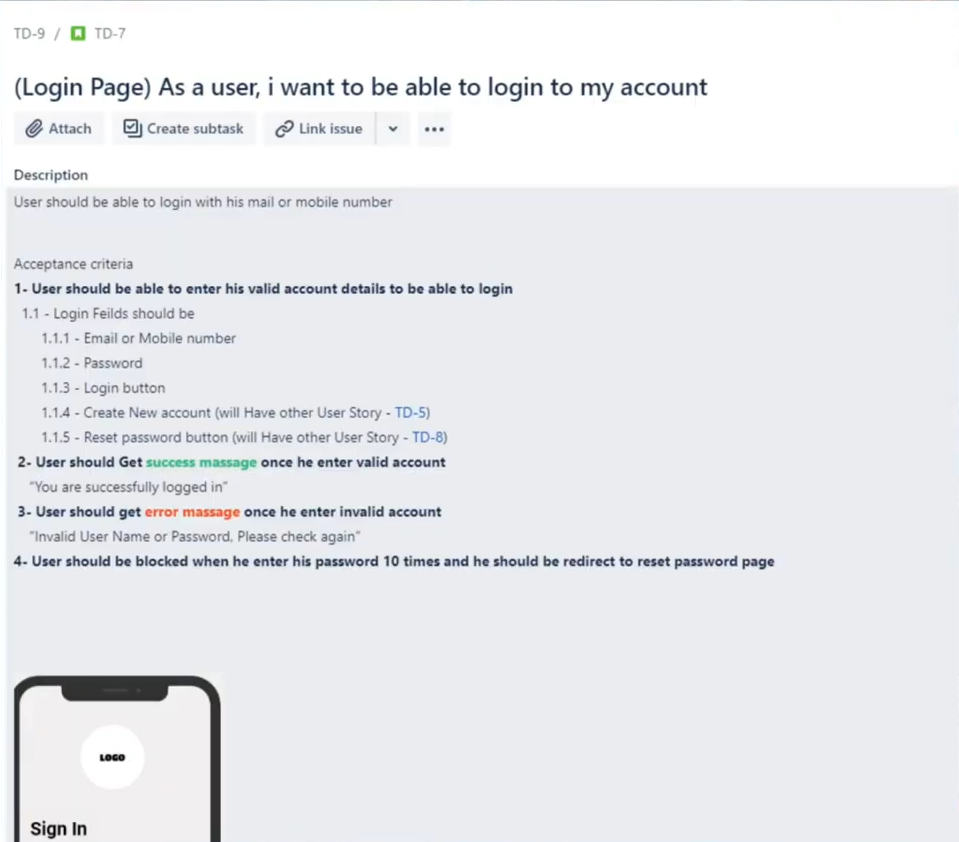 TD-9 / TD-7
(Login Page) As a user, i want to be able to login to my account
Attach Create subtask Link issue
Description
User should be able to login with his mail or mobile number
Acceptance criteria
1- User should be able to enter his valid account details to be able to login
1.1 - Login Feilds should be
1.1.1 - Email or Mobile number
1.1.2 - Password
1.1.3 - Login button
1.1.4 - Create New account (will Have other User Story - TD-5)
1.1.5 - Reset password button (will Have other User Story - TD-8)
2- User should Get success massage once he enter valid account
"You are successfully logged in"
3- User should get error massage once he enter invalid account
"Invalid User Name or Password, Please check again"
4- User should be blocked when he enter his password 10 times and he should be redirect to reset password page
LOGO
Sign In